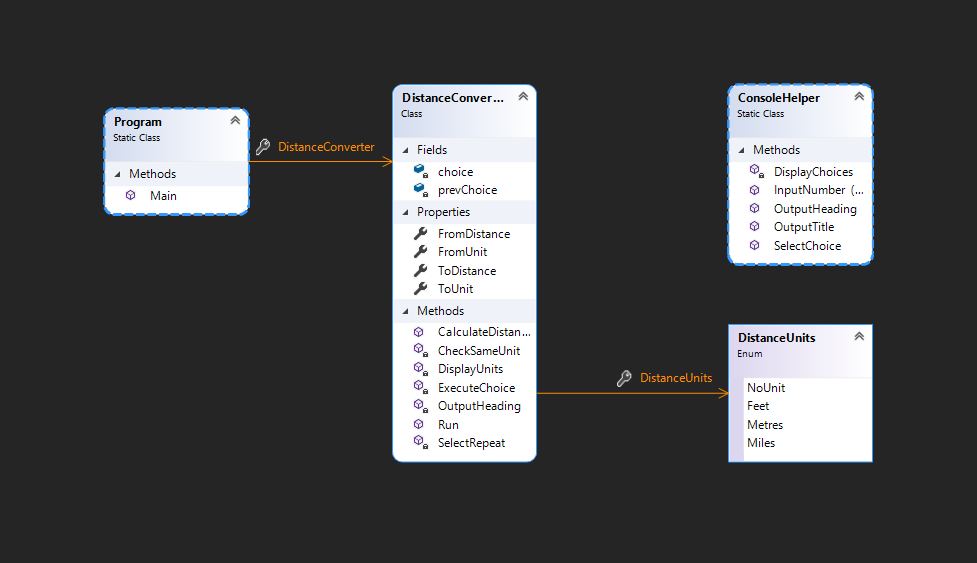 Program
Static Class
Methods
Main
DistanceConverter
DistanceConver...
Class
Fields
choice
prevChoice
Properties
FromDistance
FromUnit
ToDistance
ToUnit
Methods
CalculateDistan...
CheckSameUnit
DisplayUnits
ExecuteChoice
OutputHeading
Run
SelectRepeat
ConsoleHelper
Static Class
Methods
DisplayChoices
InputNumber (...
OutputHeading
OutputTitle
SelectChoice
DistanceUnits
DistanceUnits
Enum
NoUnit
Feet
Metres
Miles